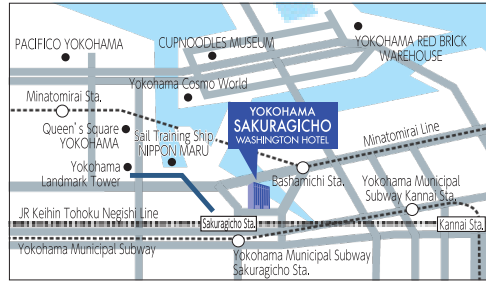 PACIFICO YOKOHAMA
CUPNOODLES MUSEUM
YOKOHAMA RED BRICK
WAREHOUSE
Yokohama Cosmo World
Minatomirai Sta.
YOKOHAMA
SAKURAGICHO
WASHINGTON HOTEL
Minatomirai Line
Queen's Square
YOKOHAMA
Sail Training Ship
NIPPON MARU
Yokohama
Landmark Tower
Bashamichi Sta.
Yokohama Municipal
Subway Kannai Sta.
JR Keihin Tohoku Negishi Line
Sakuragicho Sta.
Kannai Sta.
Yokohama Municipal Subway
Yokohama Municipal Subway
Sakuragicho Sta.